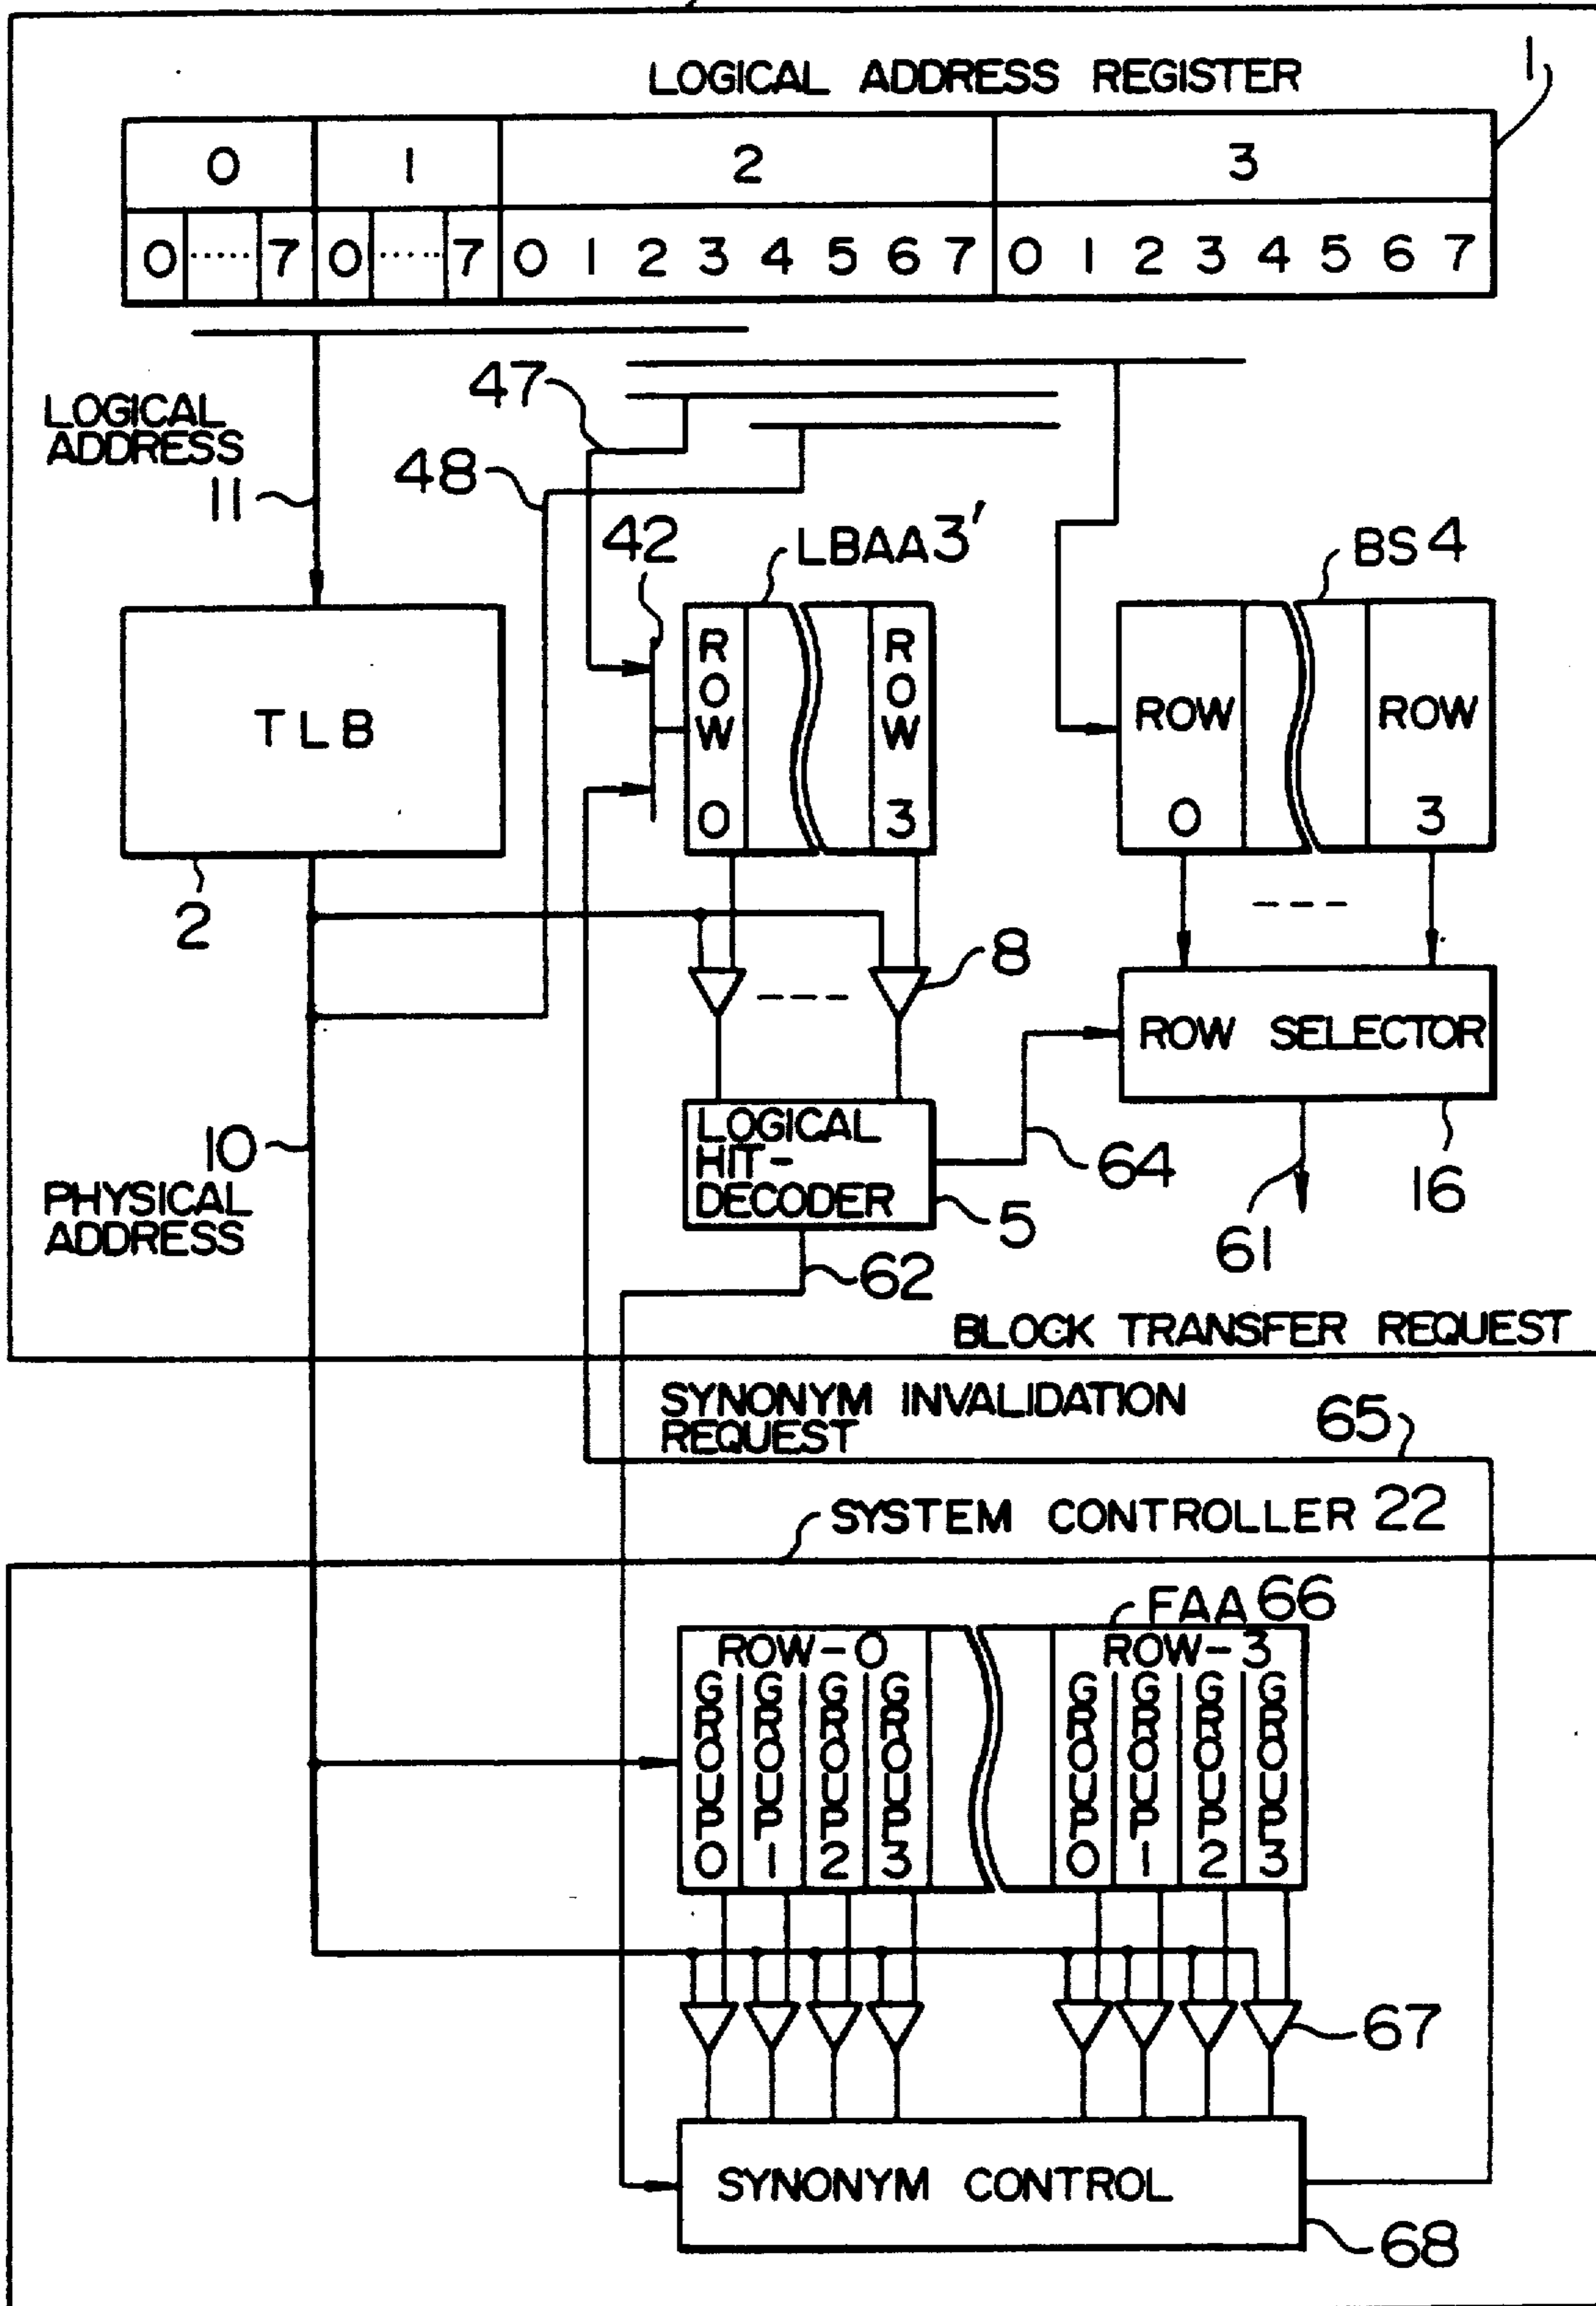 LOGICAL ADDRESS REGISTER 1
0 1 2 3
0 ..... 7 0 ..... 7 0 1 2 3 4 5 6 7 0 1 2 3 4 5 6 7
LOGICAL
ADDRESS
11
47
48
42
LBAA 3'
BS 4
TLB
2
ROW 0
ROW 3
ROW
0
ROW
3
8
ROW SELECTOR
16
61
64
LOGICAL
HIT-
DECODER
5
62
10
PHYSICAL
ADDRESS
BLOCK TRANSFER REQUEST
SYNONYM INVALIDATION
REQUEST
65
SYSTEM CONTROLLER 22
FAA 66
ROW-0
GROUP0
GROUP1
GROUP2
GROUP3
ROW-3
GROUP0
GROUP1
GROUP2
GROUP3
67
SYNONYM CONTROL
68